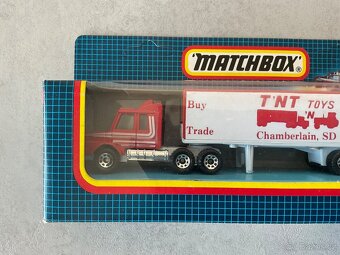 MATCHBOX®
Buy
Trade
T'NT TOYS
'N
Chamberlain, SD